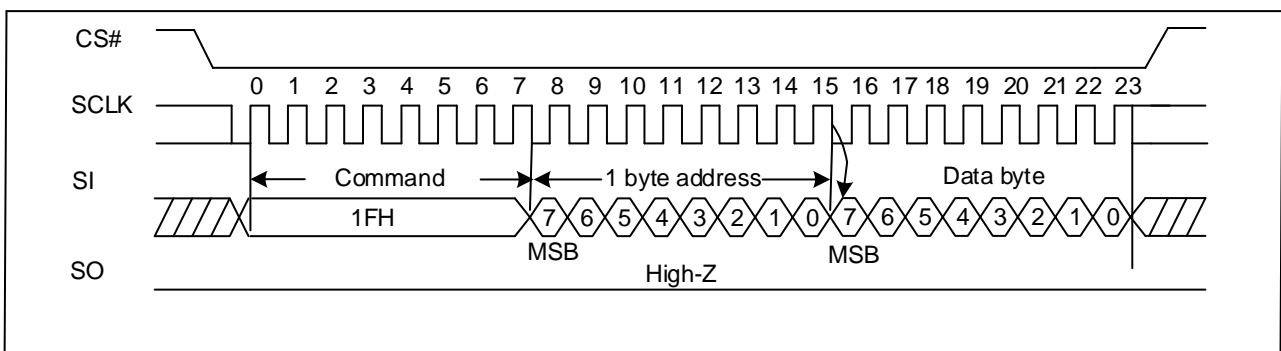 CS#
0 1 2 3 4 5 6 7 8 9 10 11 12 13 14 15 16 17 18 19 20 21 22 23
SCLK
SI
Command 1 byte address Data byte
1FH 7 6 5 4 3 2 1 0 7 6 5 4 3 2 1 0
MSB MSB
SO
High-Z